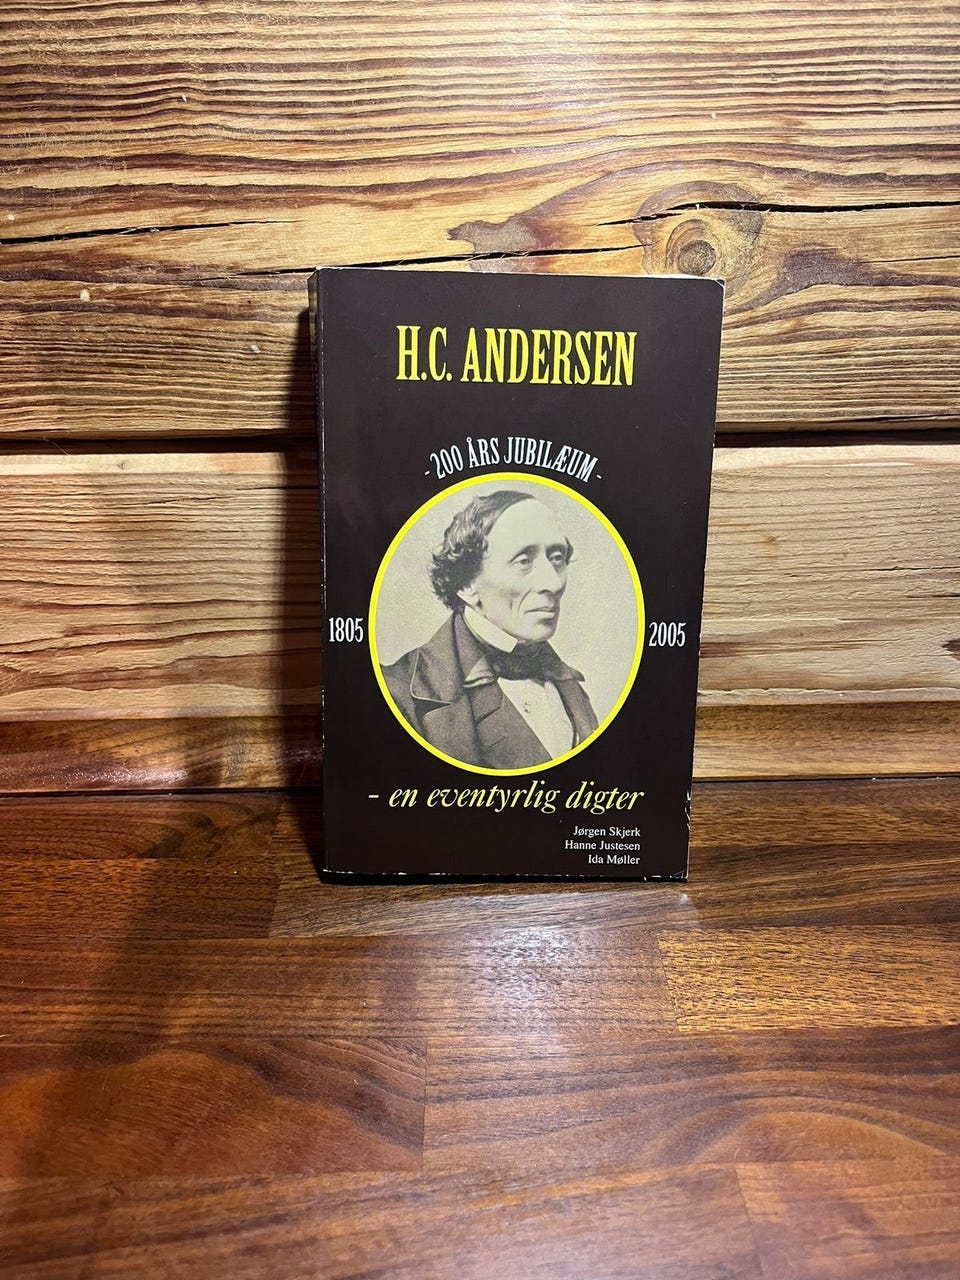 H.C. ANDERSEN
- 200 ÅRS JUBILÆUM -
1805
2005
- en eventyrlig digter
Jørgen Skjerk
Hanne Justesen
Ida Møller